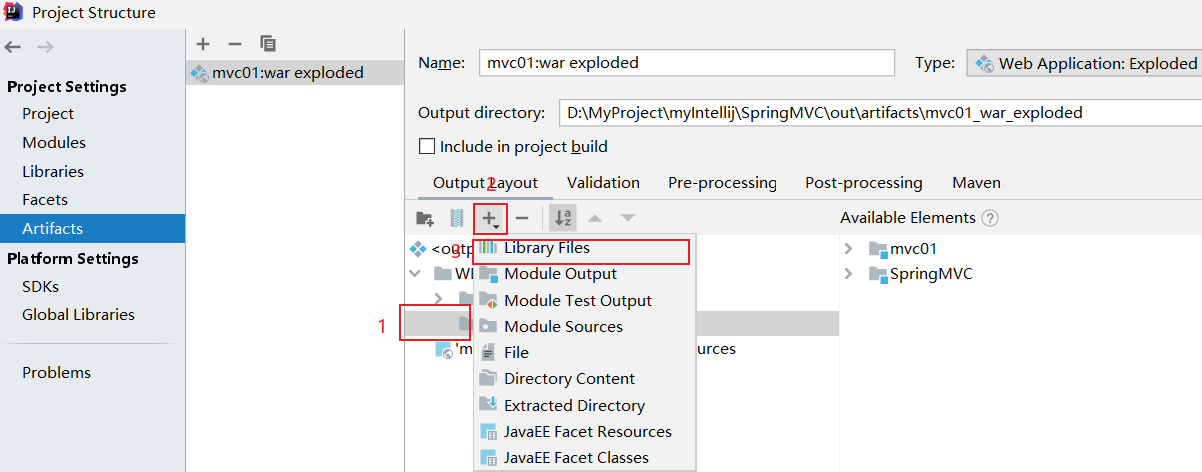 Project Structure
Project Settings
Project
Modules
Libraries
Facets
Artifacts
Platform Settings
SDKs
Global Libraries
Problems
mvc01:war exploded
Name: mvc01:war exploded Type: Web Application: Exploded
Output directory: D:\MyProject\myIntellij\SpringMVC\out\artifacts\mvc01_war_exploded
Include in project build
Output Layout Validation Pre-processing Post-processing Maven
2
Available Elements
3
1
Library Files
Module Output
Module Test Output
Module Sources
File
Directory Content
Extracted Directory
JavaEE Facet Resources
JavaEE Facet Classes
mvc01
SpringMVC